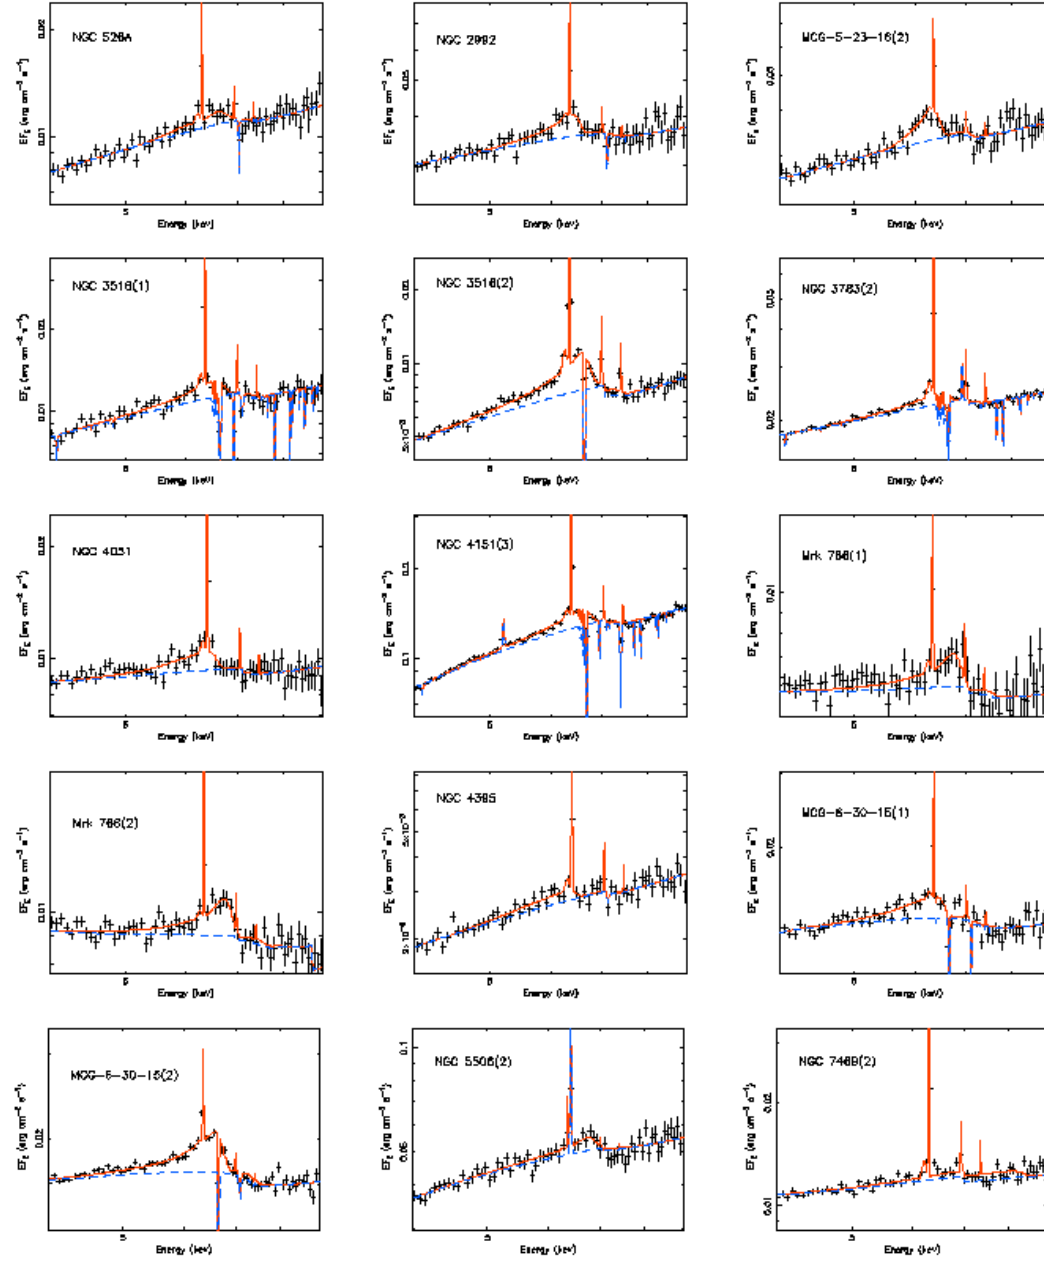 NGC 526A
NGC 2992
MCG-5-23-16(2)
0.02
0.01
0.05
EF_E (erg cm⁻² s⁻¹)
EF_E (erg cm⁻² s⁻¹)
EF_E (erg cm⁻² s⁻¹)
5
5
5
Energy (keV)
Energy (keV)
Energy (keV)
NGC 3516(1)
NGC 3516(2)
NGC 3783(2)
0.01
0.01
0.02
EF_E (erg cm⁻² s⁻¹)
EF_E (erg cm⁻² s⁻¹)
EF_E (erg cm⁻² s⁻¹)
5×10⁻³
5
5
5
Energy (keV)
Energy (keV)
Energy (keV)
NGC 4051
NGC 4151(3)
Mrk 766(1)
0.01
0.1
0.1
0.01
EF_E (erg cm⁻² s⁻¹)
EF_E (erg cm⁻² s⁻¹)
EF_E (erg cm⁻² s⁻¹)
5
5
5
Energy (keV)
Energy (keV)
Energy (keV)
Mrk 766(2)
NGC 4395
MCG-6-30-15(1)
0.01
0.02
EF_E (erg cm⁻² s⁻¹)
EF_E (erg cm⁻² s⁻¹)
EF_E (erg cm⁻² s⁻¹)
5
5
5
Energy (keV)
Energy (keV)
Energy (keV)
MCG-6-30-15(2)
NGC 5506(2)
NGC 7469(2)
0.02
0.1
0.05
0.02
0.01
EF_E (erg cm⁻² s⁻¹)
EF_E (erg cm⁻² s⁻¹)
EF_E (erg cm⁻² s⁻¹)
5
5
5
Energy (keV)
Energy (keV)
Energy (keV)